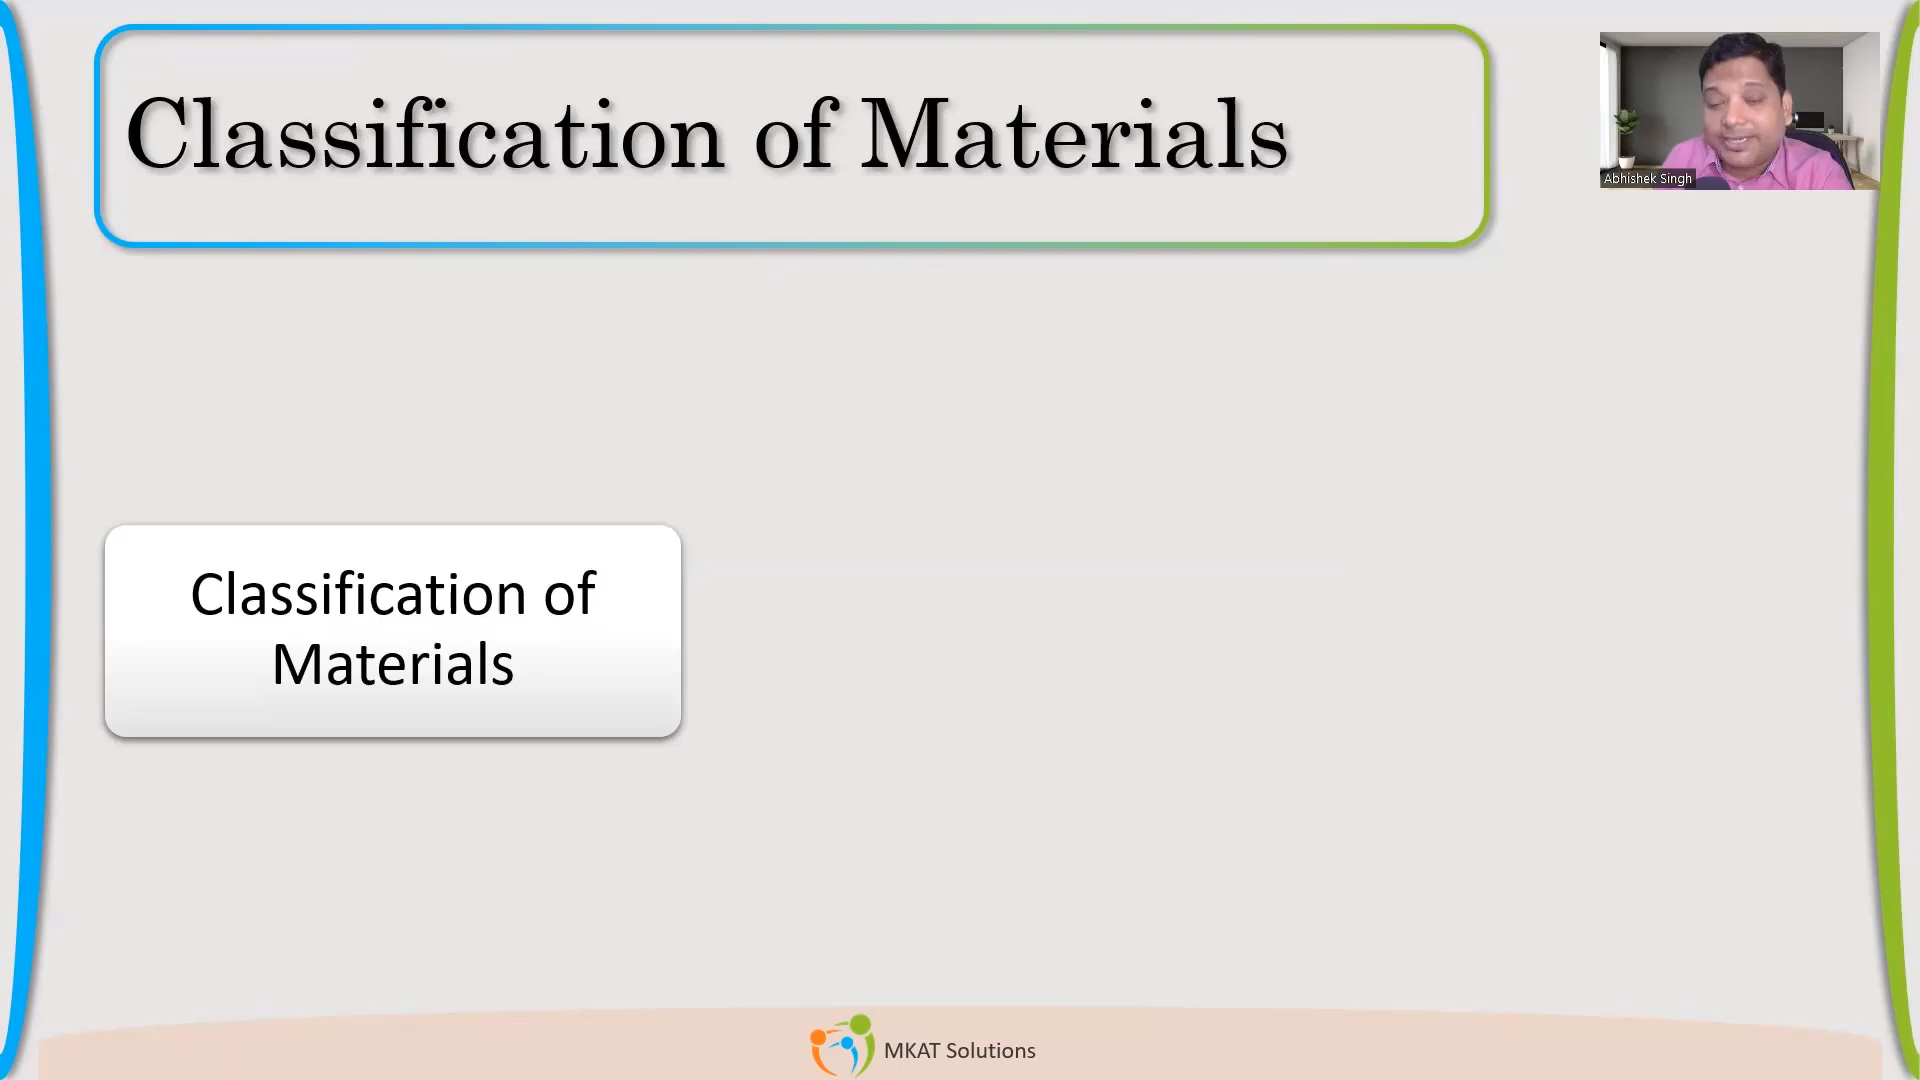 Classification of Materials
Abhishek Singh
Classification of
Materials
MKAT Solutions